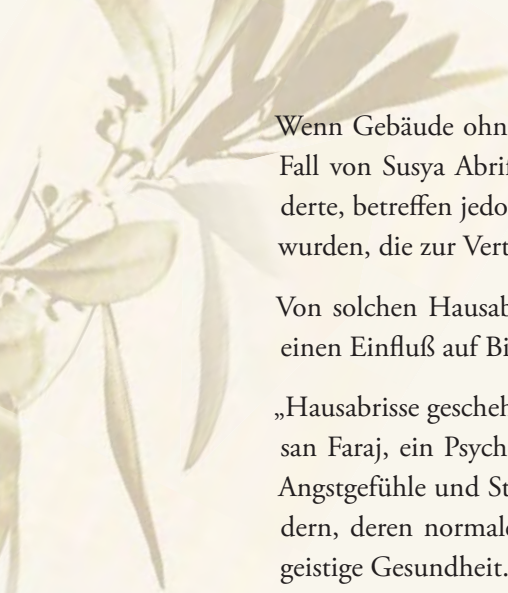 Wenn Gebäude ohn
Fall von Susya Abri
derte, betreffen jedo
wurden, die zur Vert
Von solchen Hausab
einen Einfluß auf Bi
„Hausabrisse gescheh
san Faraj, ein Psych
Angstgefühle und St
dern, deren normal
geistige Gesundheit.